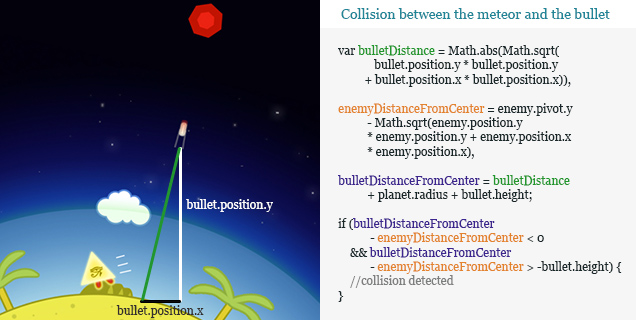 Collision between the meteor and the bullet
var bulletDistance = Math.abs(Math.sqrt(
bullet.position.y * bullet.position.y
+ bullet.position.x * bullet.position.x)),
enemyDistanceFromCenter = enemy.pivot.y
- Math.sqrt(enemy.position.y
* enemy.position.y + enemy.position.x
* enemy.position.x),
bulletDistanceFromCenter = bulletDistance
+ planet.radius + bullet.height;
if (bulletDistanceFromCenter
- enemyDistanceFromCenter < 0
&& bulletDistanceFromCenter
- enemyDistanceFromCenter > -bullet.height) {
//collision detected
}
bullet.position.y
bullet.position.x